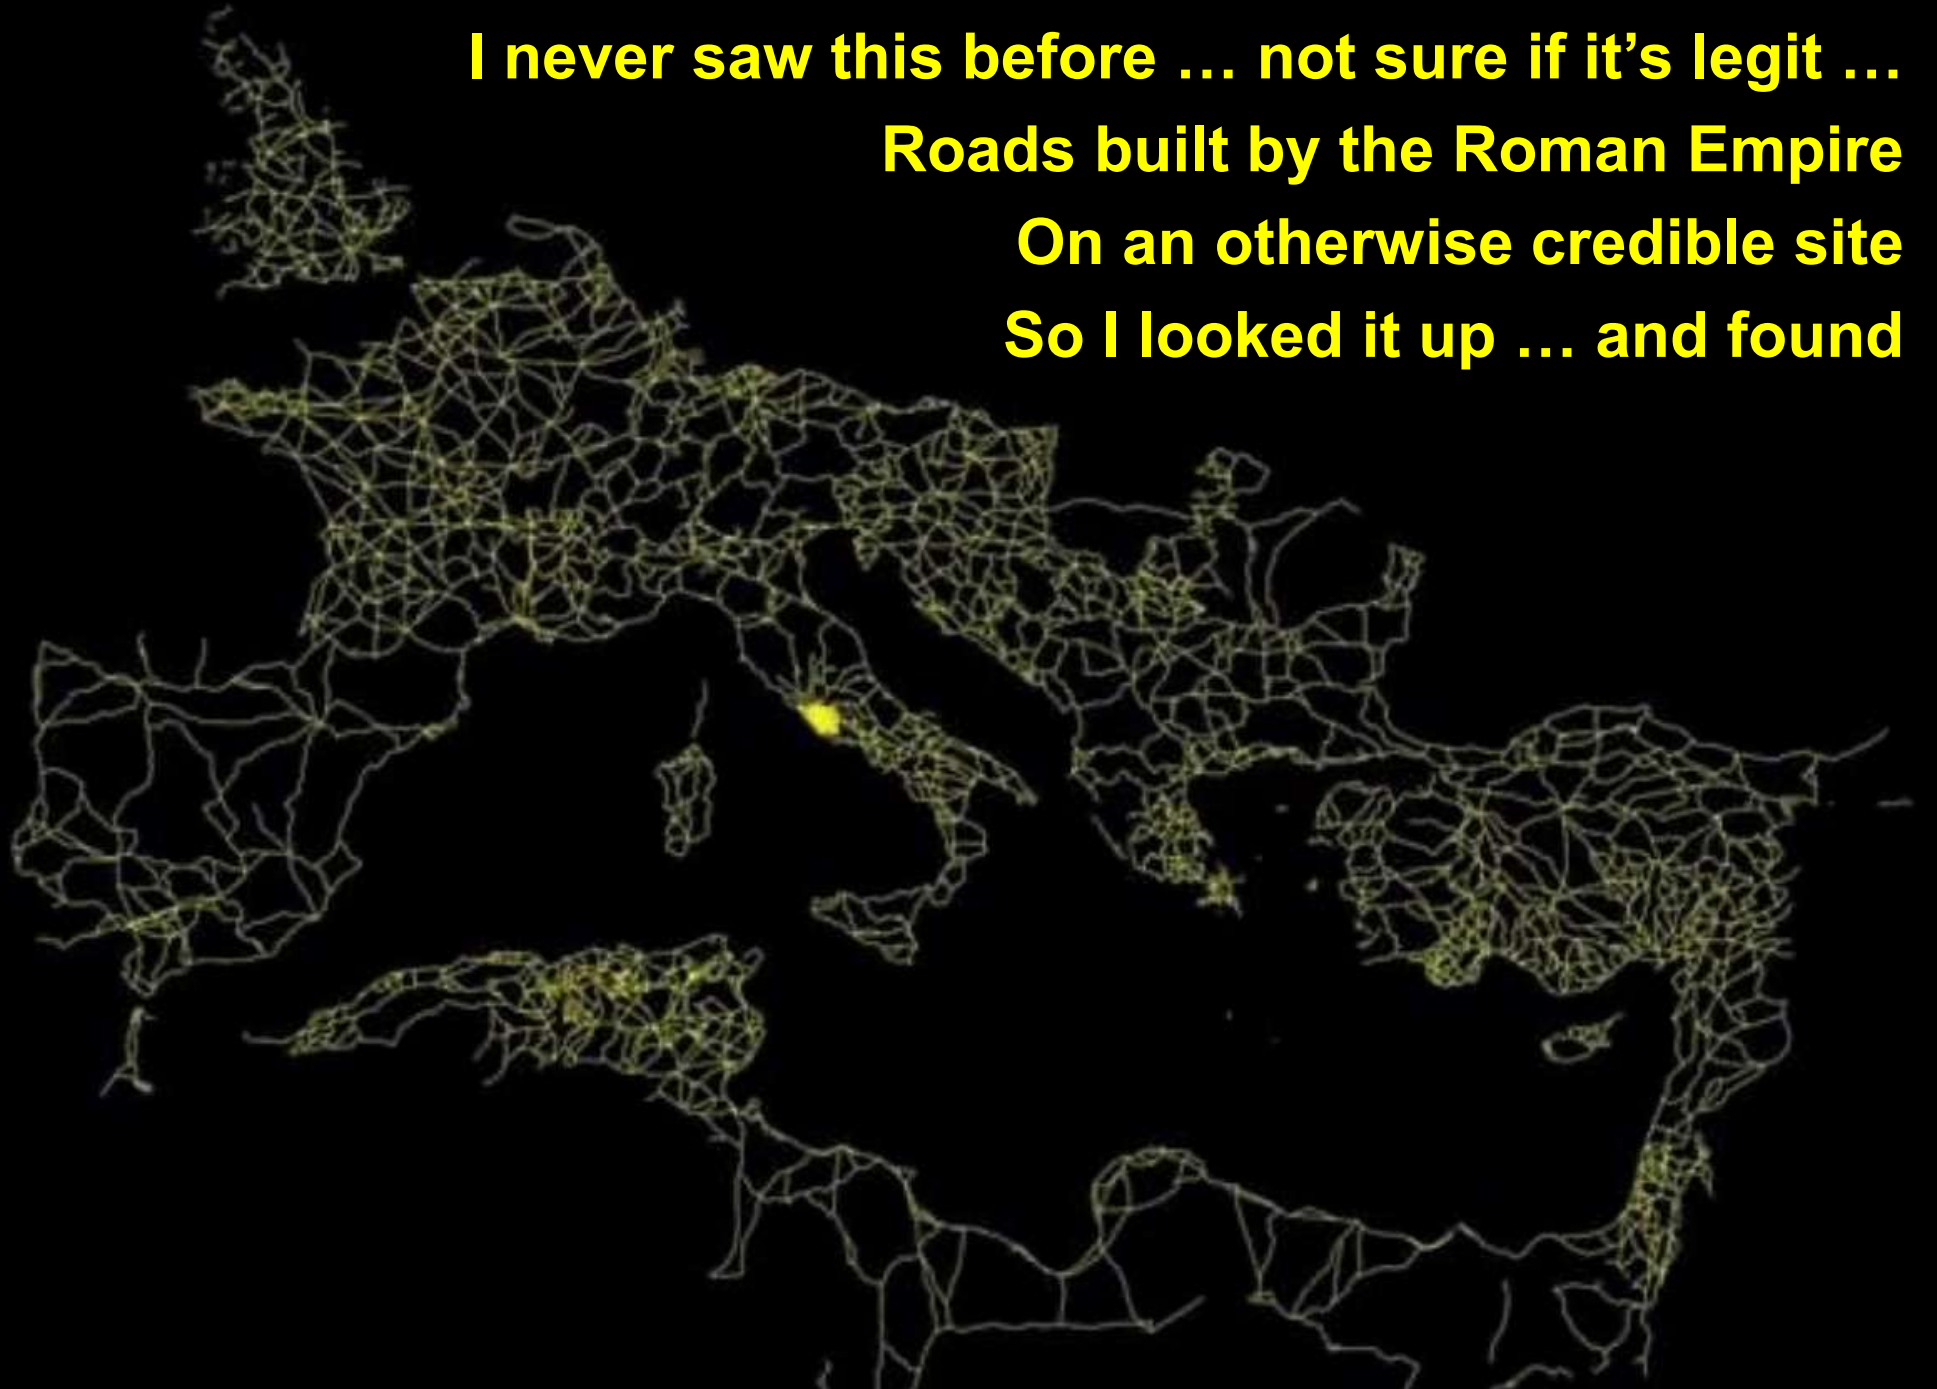 I never saw this before … not sure if it’s legit …
Roads built by the Roman Empire
On an otherwise credible site
So I looked it up … and found